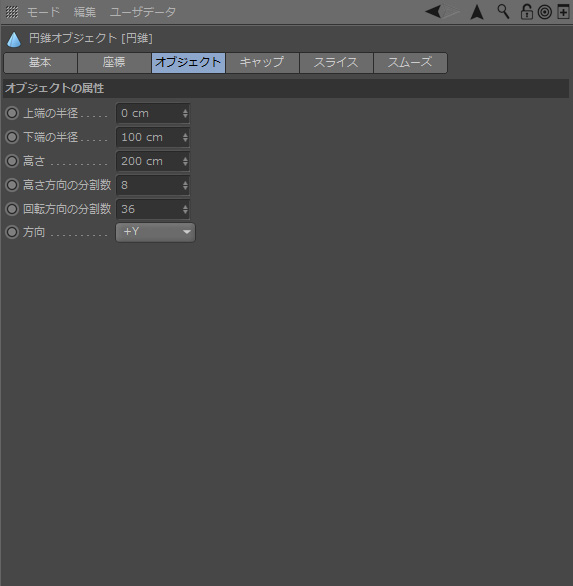 モード 編集 ユーザデータ
円錐オブジェクト [円錐]
基本 座標 オブジェクト キャップ スライス スムーズ
オブジェクトの属性
上端の半径 . . . . . 0 cm
下端の半径 . . . . . 100 cm
高さ . . . . . . . . . . 200 cm
高さ方向の分割数 8
回転方向の分割数 36
方向 . . . . . . . . . . +Y